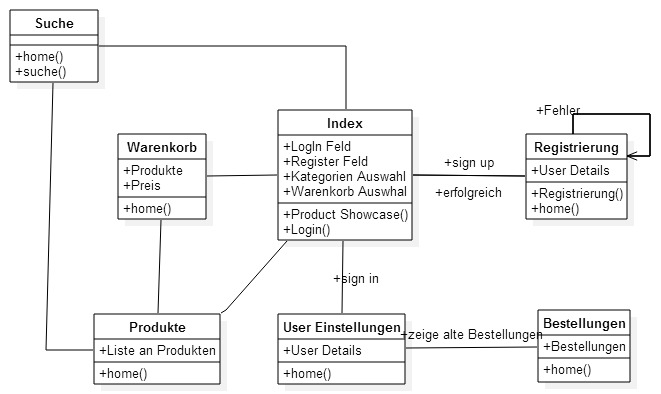 Suche
+home()
+suche()
Index
+LogIn Feld
+Register Feld
+Kategorien Auswahl
+Warenkorb Auswhal
+Product Showcase()
+Login()
Warenkorb
+Produkte
+Preis
+home()
+sign up
+erfolgreich
+Fehler
Registrierung
+User Details
+Registrierung()
+home()
+sign in
Produkte
+Liste an Produkten
+home()
User Einstellungen
+User Details
+home()
+zeige alte Bestellungen
Bestellungen
+Bestellungen
+home()